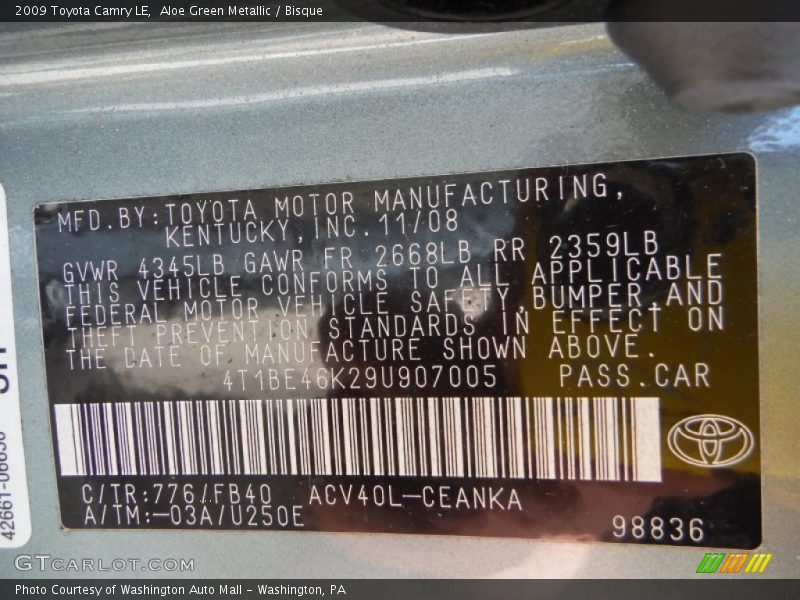 2009 Toyota Camry LE, Aloe Green Metallic / Bisque
MFD. BY: TOYOTA MOTOR MANUFACTURING,
KENTUCKY, INC. 11/08
GVWR 4345LB GAWR FR 2668LB RR 2359LB
THIS VEHICLE CONFORMS TO ALL APPLICABLE
FEDERAL MOTOR VEHICLE SAFETY, BUMPER AND
THEFT PREVENTION STANDARDS IN EFFECT ON
THE DATE OF MANUFACTURE SHOWN ABOVE.
4T1BE46K29U907005 PASS. CAR
C/TR: 776/FB40 ACV40L-CEANKA
A/TM: -03A/U250E
98836
GTCarLot.com
Photo Courtesy of Washington Auto Mall - Washington, PA